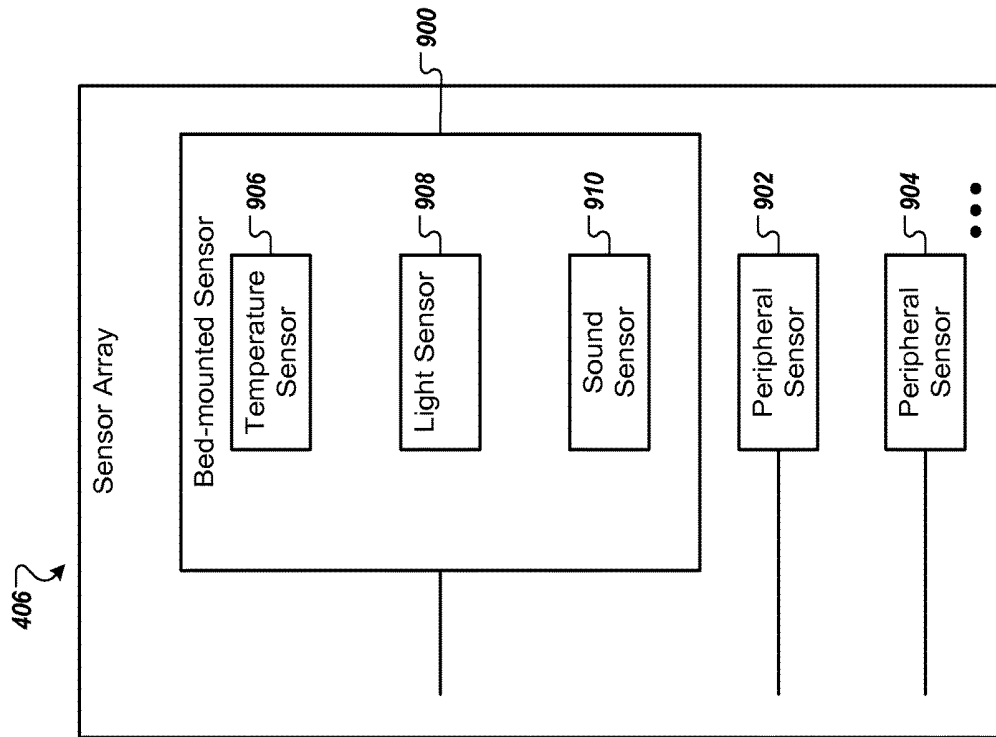 406
Sensor Array
Bed-mounted Sensor
900
Temperature
Sensor
906
Light Sensor
908
Sound
Sensor
910
Peripheral
Sensor
902
Peripheral
Sensor
904